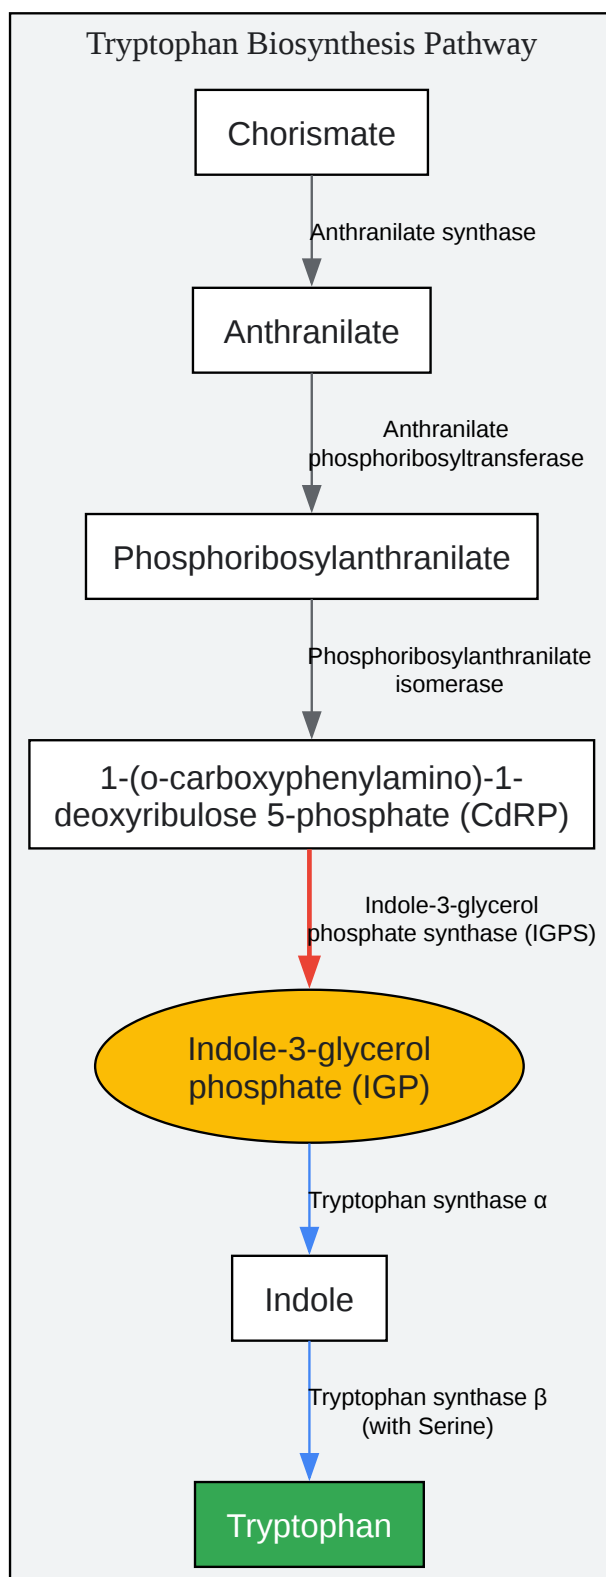 Tryptophan Biosynthesis Pathway
Chorismate
Anthranilate synthase
Anthranilate
Anthranilate
phosphoribosyltransferase
Phosphoribosylanthranilate
Phosphoribosylanthranilate
isomerase
1-(o-carboxyphenylamino)-1-
deoxyribulose 5-phosphate (CdRP)
Indole-3-glycerol
phosphate synthase (IGPS)
Indole-3-glycerol
phosphate (IGP)
Tryptophan synthase α
Indole
Tryptophan synthase β
(with Serine)
Tryptophan